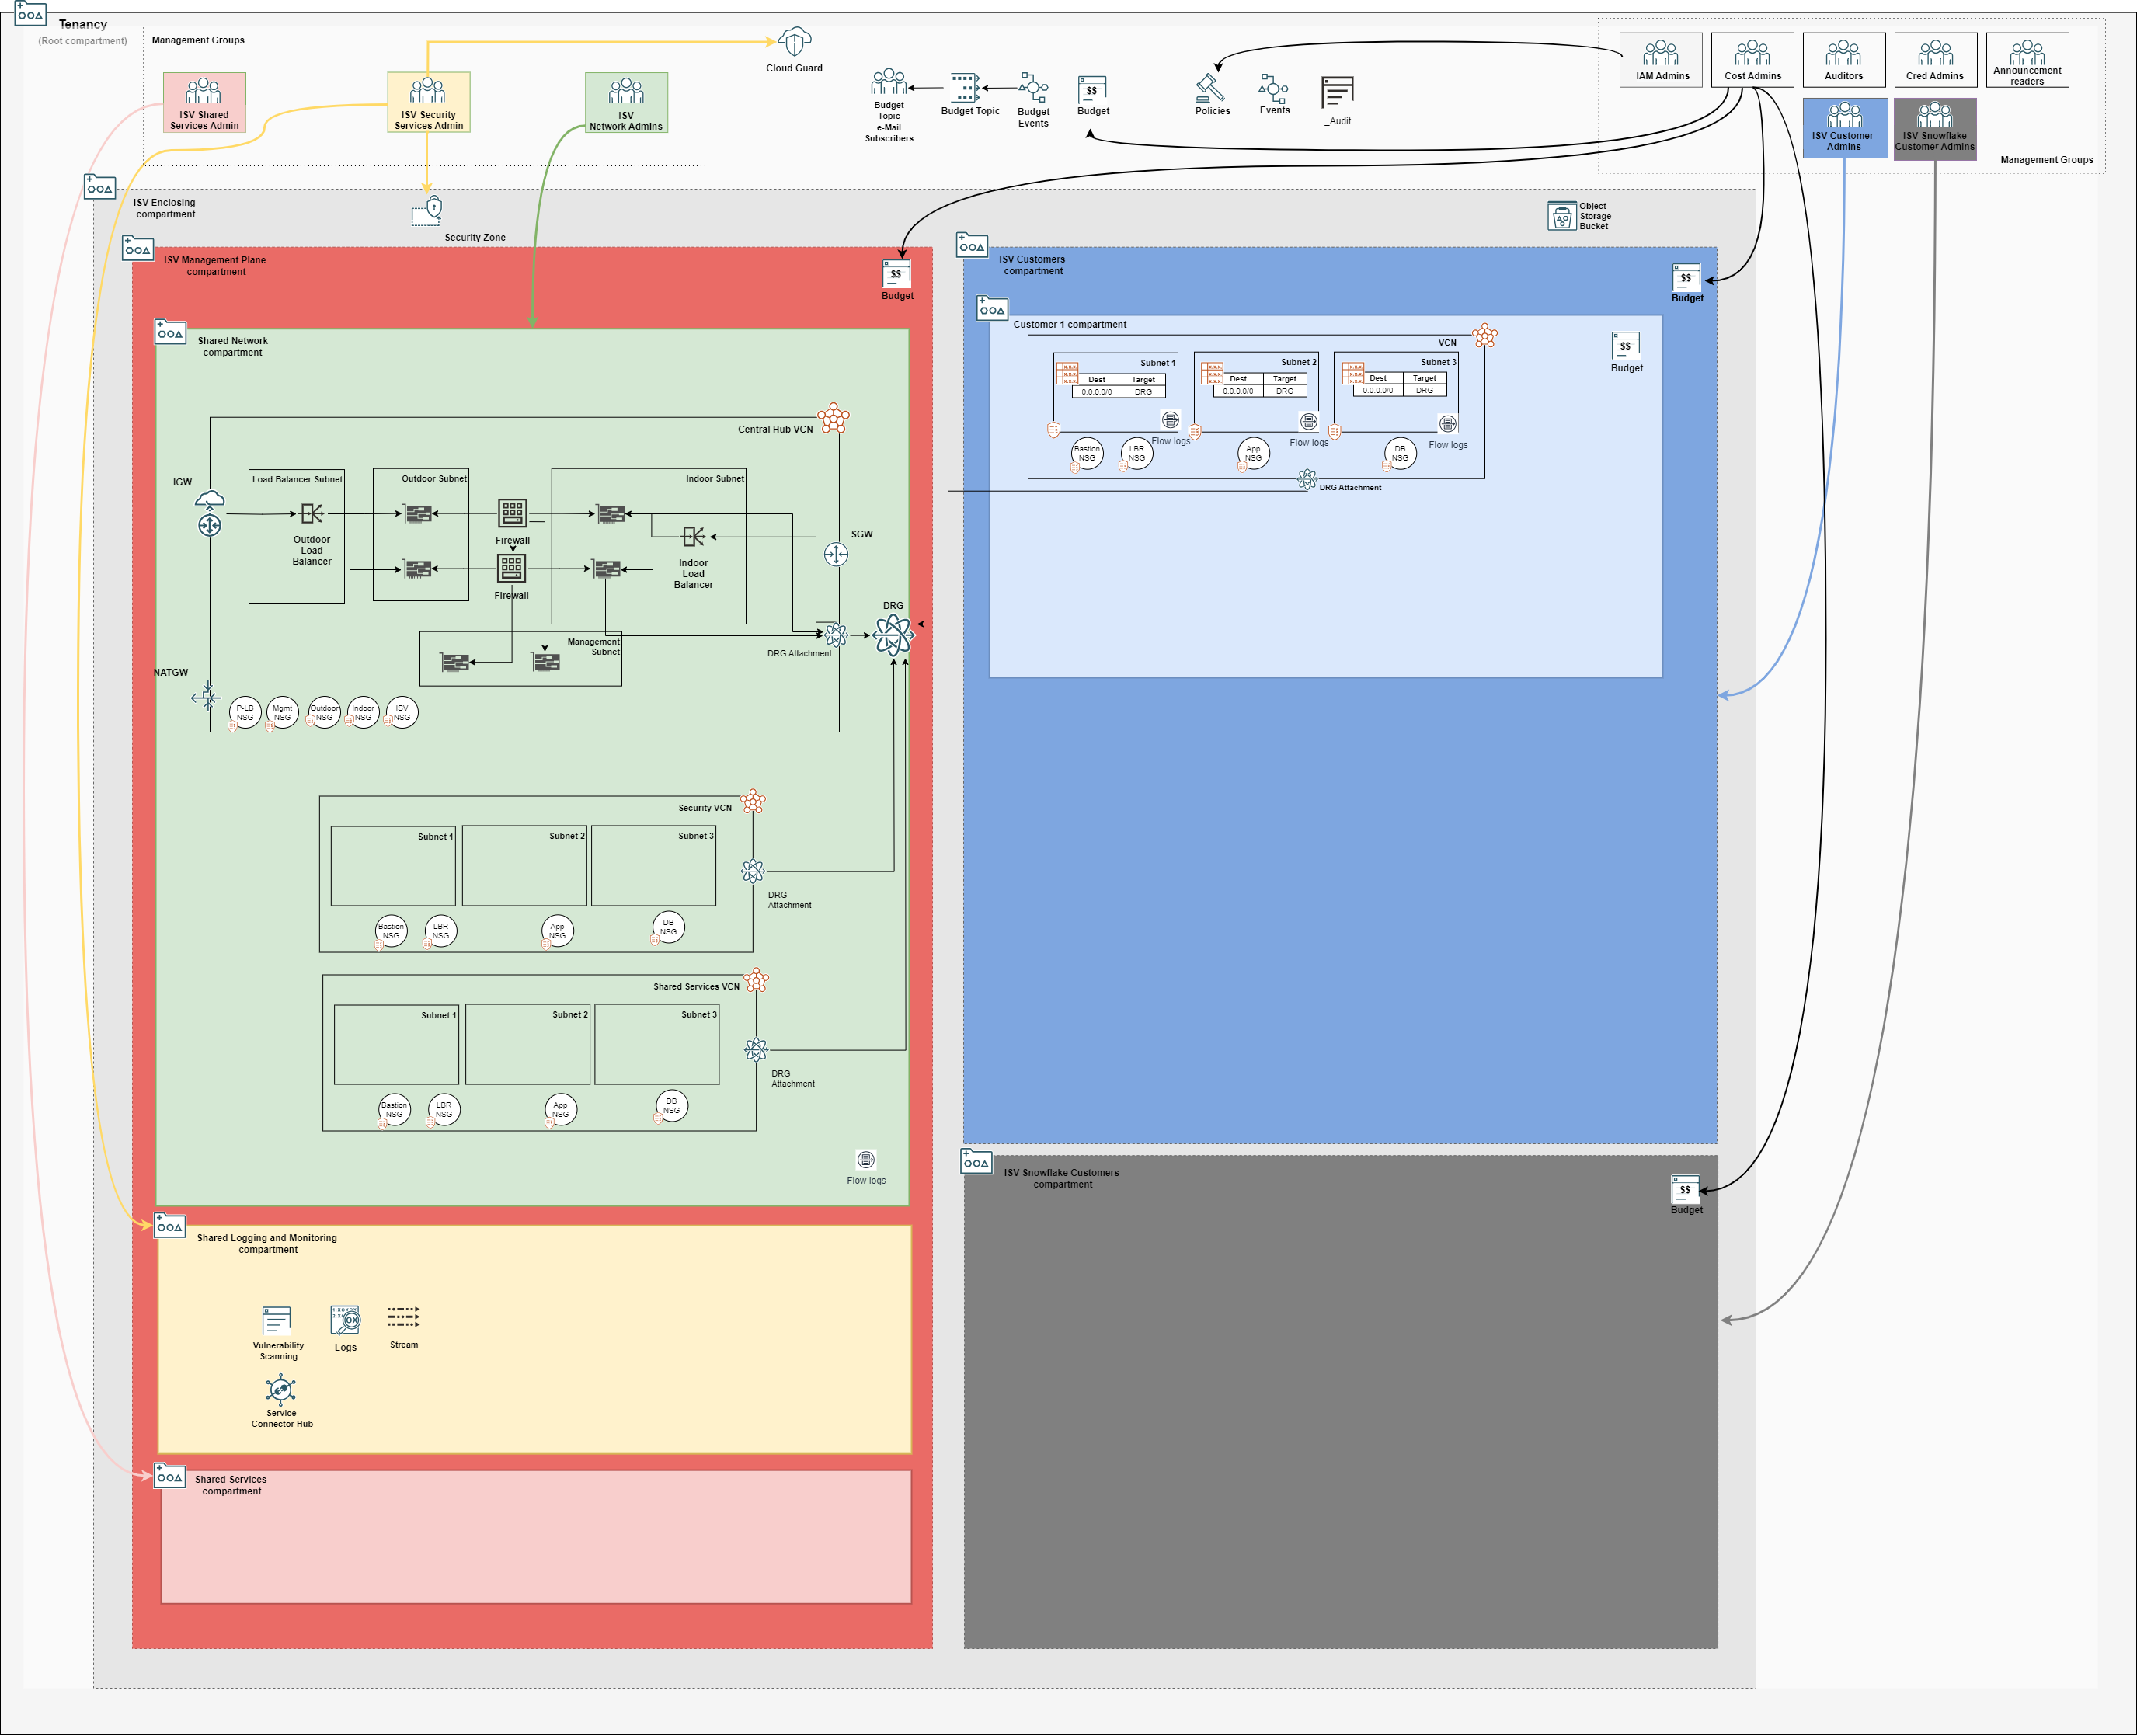 Tenancy
(Root compartment)
Management Groups
ISV Shared
Services Admin
ISV Security
Services Admin
ISV
Network Admins
Cloud Guard
Budget
Topic
e-Mail
Subscribers
Budget Topic
Budget
Events
$$
Budget
Policies
Events
_Audit
IAM Admins
Cost Admins
Auditors
Cred Admins
Announcement
readers
ISV Customer
Admins
ISV Snowflake
Customer Admins
Management Groups
ISV Enclosing
compartment
Security Zone
Object
Storage
Bucket
ISV Management Plane
compartment
$$
Budget
Shared Network
compartment
Central Hub VCN
IGW
Load Balancer Subnet
Outdoor
Load
Balancer
Outdoor Subnet
Firewall
Firewall
Indoor Subnet
Indoor
Load
Balancer
SGW
DRG
DRG Attachment
Management
Subnet
NATGW
P-LB
NSG
Mgmt
NSG
Outdoor
NSG
Indoor
NSG
ISV
NSG
Security VCN
Subnet 1
Subnet 2
Subnet 3
DRG
Attachment
Bastion
NSG
LBR
NSG
App
NSG
DB
NSG
Shared Services VCN
Subnet 1
Subnet 2
Subnet 3
DRG
Attachment
Bastion
NSG
LBR
NSG
App
NSG
DB
NSG
Flow logs
Shared Logging and Monitoring
compartment
Vulnerability
Scanning
Logs
Stream
Service
Connector Hub
Shared Services
compartment
ISV Customers
compartment
$$
Budget
Customer 1 compartment
VCN
$$
Budget
Subnet 1
Dest Target
0.0.0.0/0 DRG
Flow logs
Subnet 2
Dest Target
0.0.0.0/0 DRG
Flow logs
Subnet 3
Dest Target
0.0.0.0/0 DRG
Flow logs
Bastion
NSG
LBR
NSG
App
NSG
DB
NSG
DRG Attachment
ISV Snowflake Customers
compartment
$$
Budget